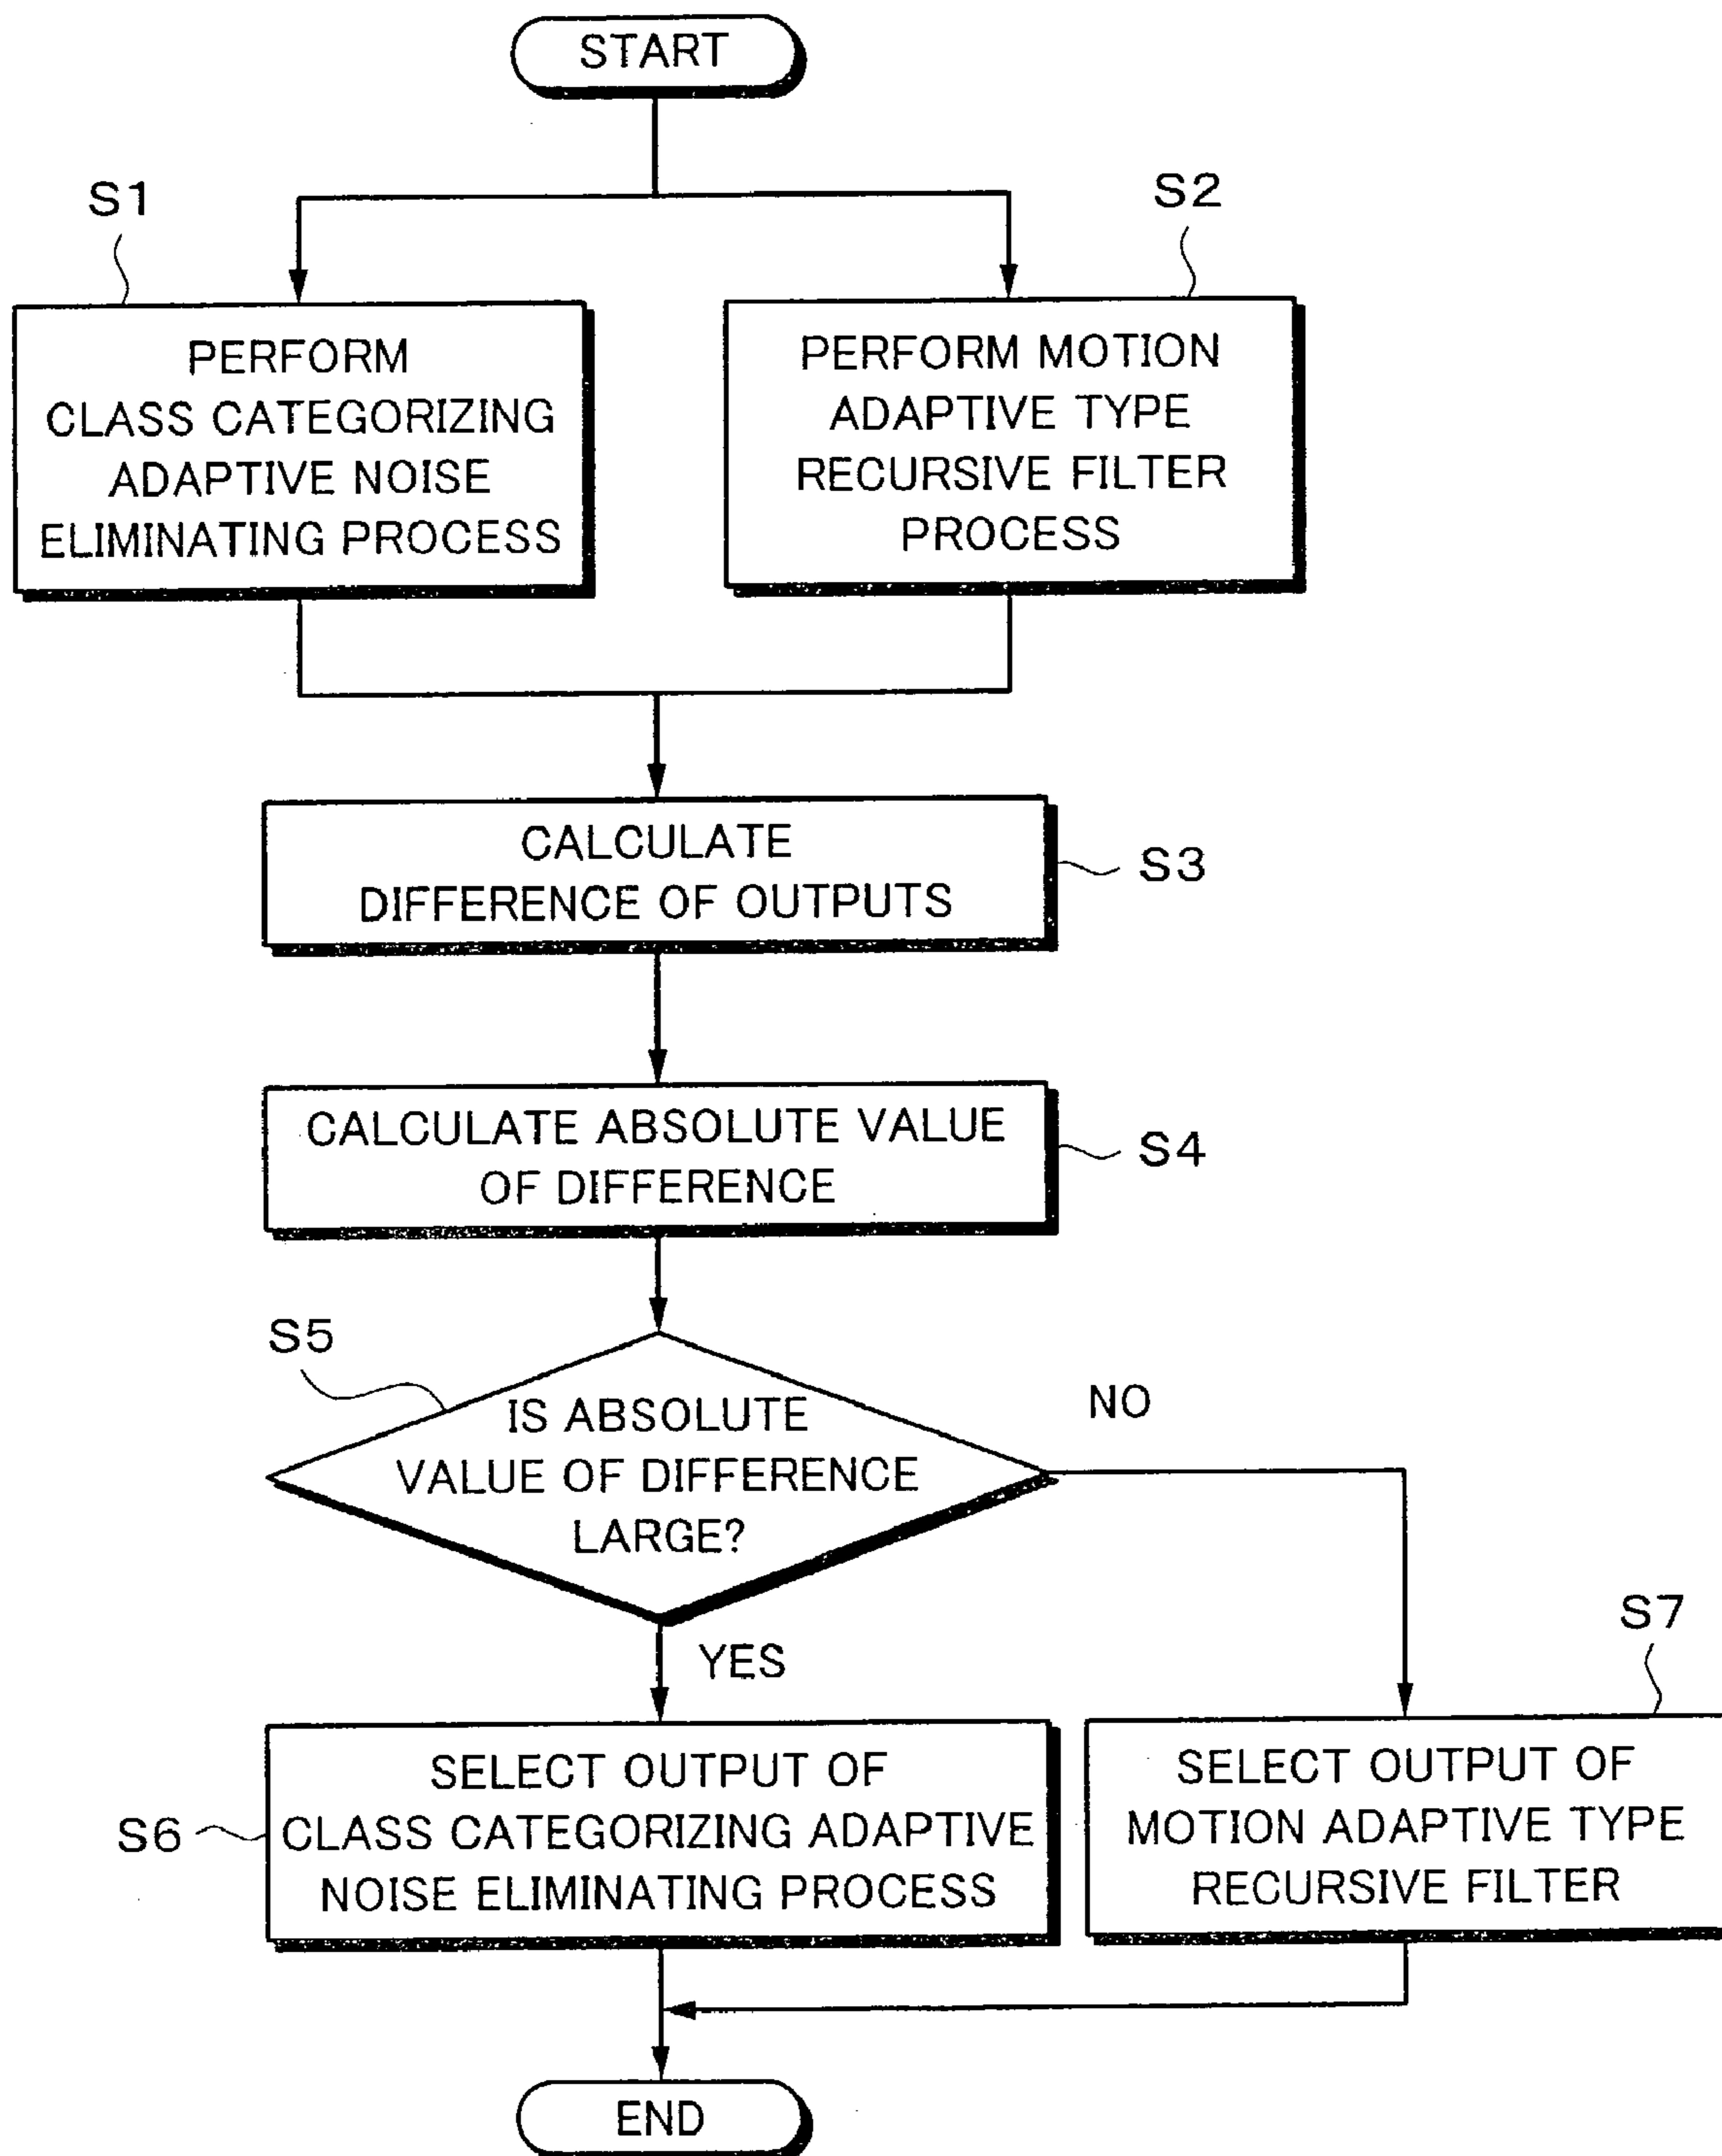 START
S1
S2
PERFORM
CLASS CATEGORIZING
ADAPTIVE NOISE
ELIMINATING PROCESS
PERFORM MOTION
ADAPTIVE TYPE
RECURSIVE FILTER
PROCESS
CALCULATE
DIFFERENCE OF OUTPUTS
S3
CALCULATE ABSOLUTE VALUE
OF DIFFERENCE
S4
S5
IS ABSOLUTE
VALUE OF DIFFERENCE
LARGE?
NO
YES
S7
S6
SELECT OUTPUT OF
CLASS CATEGORIZING ADAPTIVE
NOISE ELIMINATING PROCESS
SELECT OUTPUT OF
MOTION ADAPTIVE TYPE
RECURSIVE FILTER
END